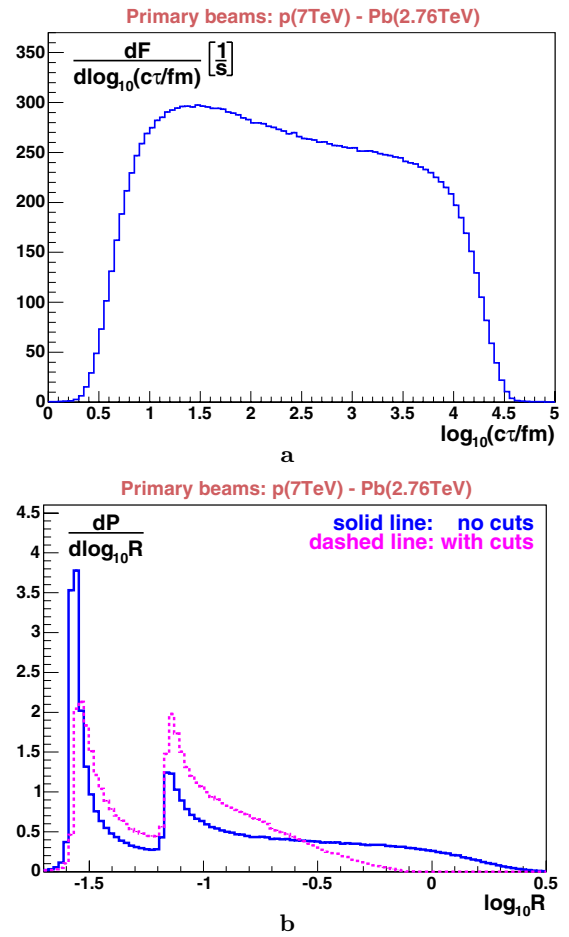 Primary beams: p(7TeV) - Pb(2.76TeV)
dF
dlog10(cτ/fm)
[1/s]
350
300
250
200
150
100
50
0
0 0.5 1 1.5 2 2.5 3 3.5 4 4.5 5
log10(cτ/fm)
a
Primary beams: p(7TeV) - Pb(2.76TeV)
dP
dlog10R
solid line: no cuts
dashed line: with cuts
4.5
4
3.5
3
2.5
2
1.5
1
0.5
0
-1.5 -1 -0.5 0 0.5
log10R
b